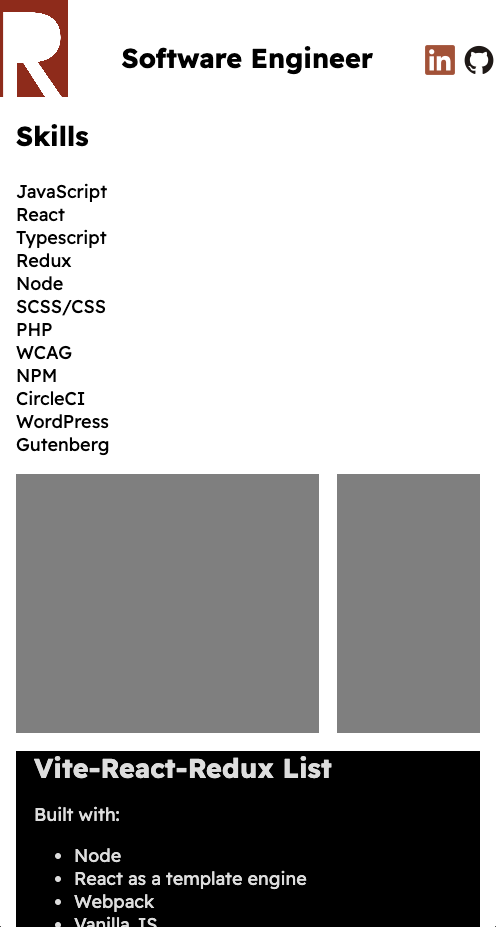 R
Software Engineer
in
Skills
JavaScript
React
Typescript
Redux
Node
SCSS/CSS
PHP
WCAG
NPM
CircleCI
WordPress
Gutenberg
Vite-React-Redux List
Built with:
Node
React as a template engine
Webpack
Vanilla JS